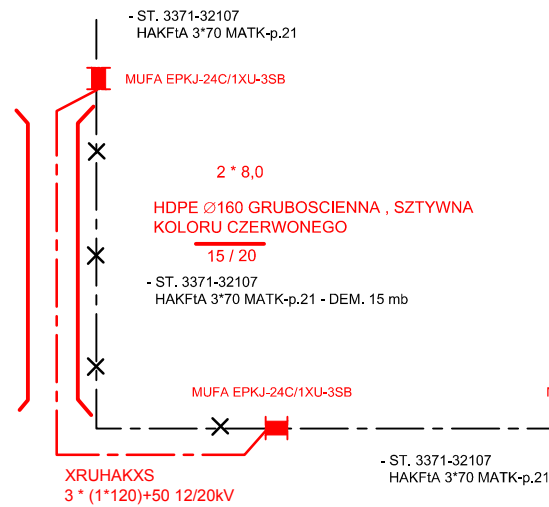 - ST. 3371-32107
HAKFtA 3*70 MATK-p.21
MUFA EPKJ-24C/1XU-3SB
2 * 8,0
HDPE ∅160 GRUBOSCIENNA , SZTYWNA
KOLORU CZERWONEGO
15 / 20
- ST. 3371-32107
HAKFtA 3*70 MATK-p.21 - DEM. 15 mb
MUFA EPKJ-24C/1XU-3SB
- ST. 3371-32107
HAKFtA 3*70 MATK-p.21
XRUHAKXS
3 * (1*120)+50 12/20kV